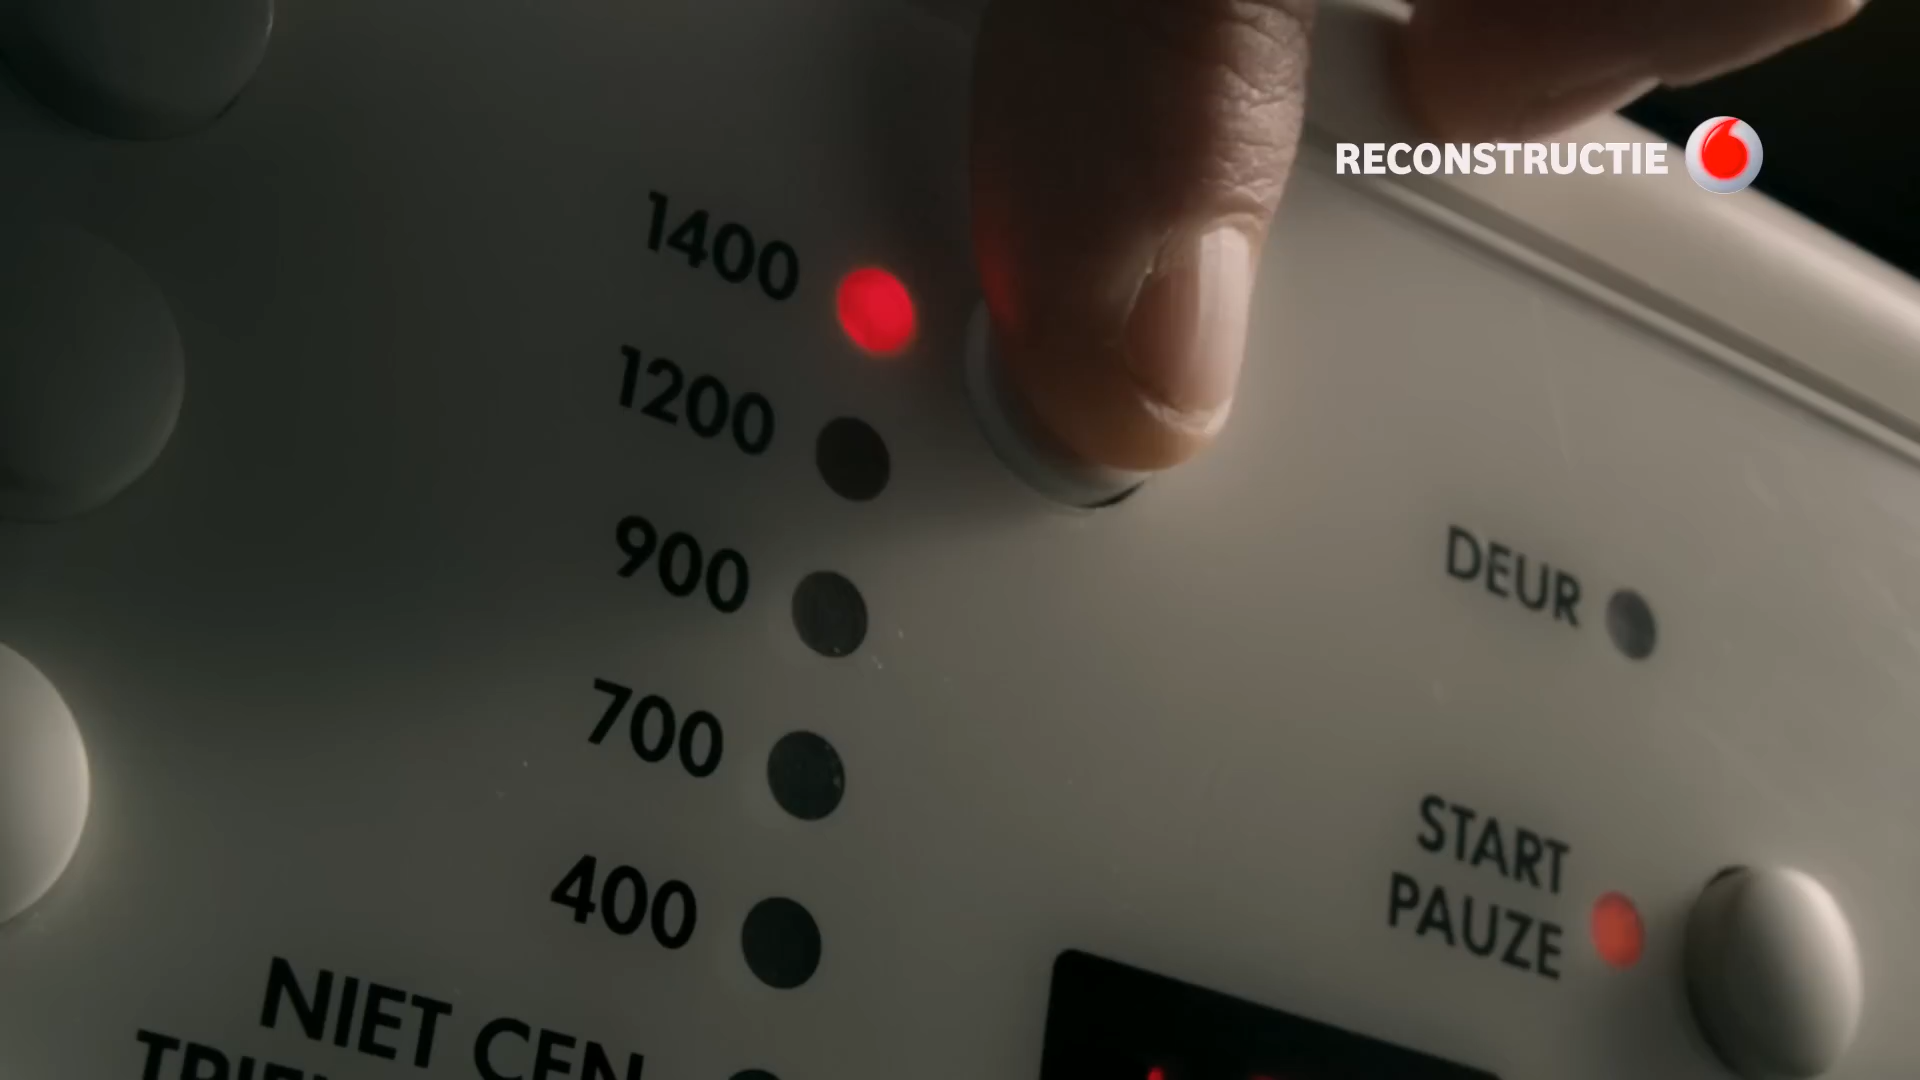 RECONSTRUCTIE
1400
1200
900
700
400
DEUR
START
PAUZE
NIET CEN